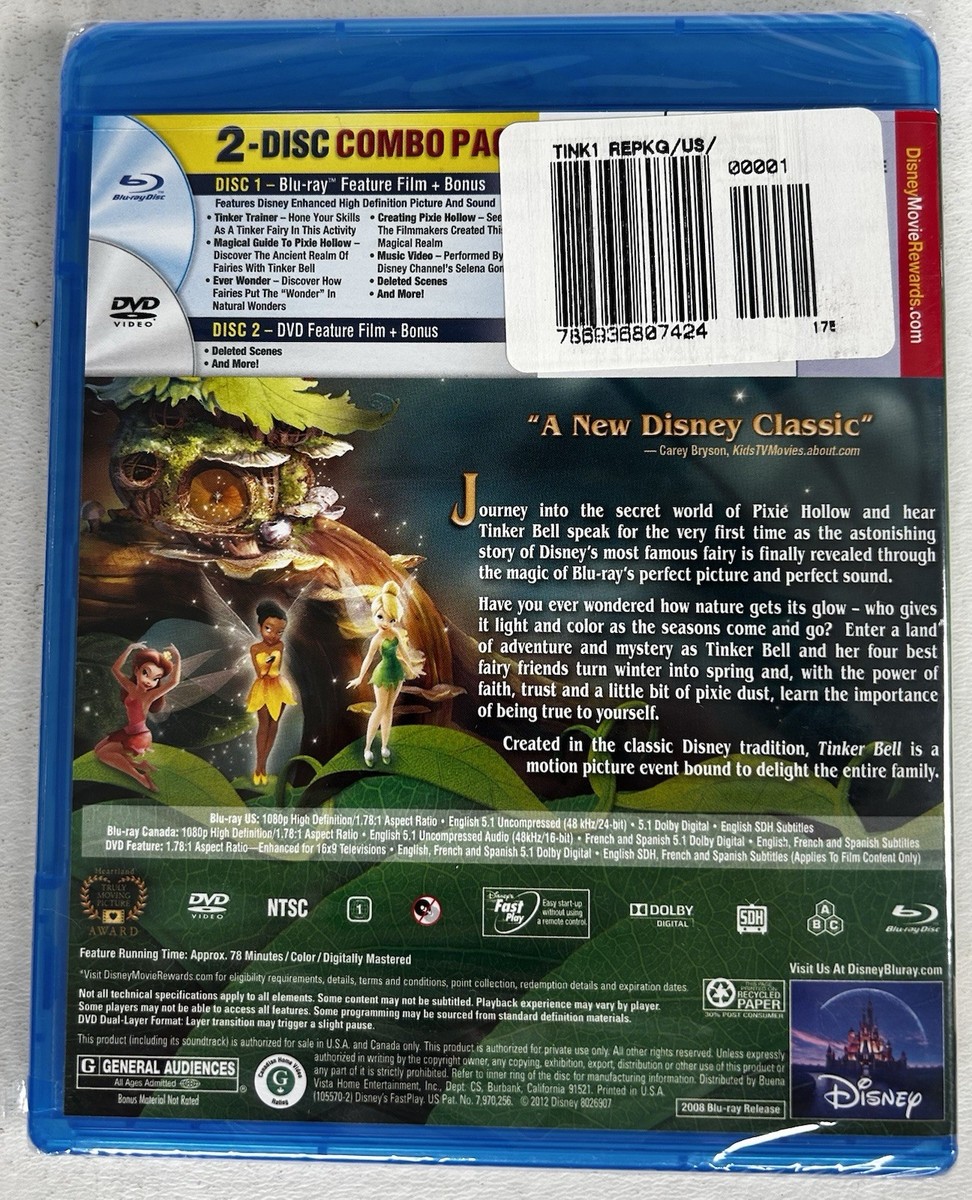 2-DISC COMBO PAC
TINK1 REPKG/US/
00001
786936807424
175
DisneyMovieRewards.com
Blu-ray Disc
DISC 1 – Blu-ray™ Feature Film + Bonus
Features Disney Enhanced High Definition Picture And Sound
• Tinker Trainer – Hone Your Skills
As A Tinker Fairy In This Activity
• Magical Guide To Pixie Hollow –
Discover The Ancient Realm Of
Fairies With Tinker Bell
• Ever Wonder – Discover How
Fairies Put The "Wonder" In
Natural Wonders
• Creating Pixie Hollow – See
The Filmmakers Created This
Magical Realm
• Music Video – Performed By
Disney Channel's Selena Gom
• Deleted Scenes
• And More!
DVD
VIDEO
DISC 2 – DVD Feature Film + Bonus
• Deleted Scenes
• And More!
"A New Disney Classic"
— Carey Bryson, KidsTVMovies.about.com
Journey into the secret world of Pixie Hollow and hear
Tinker Bell speak for the very first time as the astonishing
story of Disney's most famous fairy is finally revealed through
the magic of Blu-ray's perfect picture and perfect sound.
Have you ever wondered how nature gets its glow – who gives
it light and color as the seasons come and go? Enter a land
of adventure and mystery as Tinker Bell and her four best
fairy friends turn winter into spring and, with the power of
faith, trust and a little bit of pixie dust, learn the importance
of being true to yourself.
Created in the classic Disney tradition, Tinker Bell is a
motion picture event bound to delight the entire family.
Blu-ray US: 1080p High Definition/1.78:1 Aspect Ratio • English 5.1 Uncompressed (48 kHz/24-bit) • 5.1 Dolby Digital • English SDH Subtitles
Blu-ray Canada: 1080p High Definition/1.78:1 Aspect Ratio • English 5.1 Uncompressed Audio (48kHz/16-bit) • French and Spanish 5.1 Dolby Digital • English, French and Spanish Subtitles
DVD Feature: 1.78:1 Aspect Ratio—Enhanced for 16x9 Televisions • English, French and Spanish 5.1 Dolby Digital • English SDH, French and Spanish Subtitles (Applies To Film Content Only)
Heartland
TRULY
MOVING
PICTURE
AWARD
DVD
VIDEO
NTSC
1
Disney's
Fast
Play
Easy start-up
without using
a remote control.
DOLBY
DIGITAL
SDH
A
B C
Blu-ray Disc
Feature Running Time: Approx. 78 Minutes / Color / Digitally Mastered
Visit Us At DisneyBluray.com
*Visit DisneyMovieRewards.com for eligibility requirements, details, terms and conditions, point collection, redemption details and expiration dates.
Not all technical specifications apply to all elements. Some content may not be subtitled. Playback experience may vary by player.
Some players may not be able to access all features. Some programming may be sourced from standard definition materials.
DVD Dual-Layer Format: Layer transition may trigger a slight pause.
THIS PAGE
PRINTED ON
RECYCLED
PAPER
30% POST CONSUMER
This product (including its soundtrack) is authorized for sale in U.S.A. and Canada only. This product is authorized for private use only. All other rights reserved. Unless expressly
authorized in writing by the copyright owner, any copying, exhibition, export, distribution or other use of this product or
any part of it is strictly prohibited. Refer to inner ring of the disc for manufacturing information. Distributed by Buena
Vista Home Entertainment, Inc., Dept. CS, Burbank, California 91521. Printed in U.S.A.
(105570-2) Disney's FastPlay. US Pat. No. 7,970,256. © 2012 Disney 8026907
G GENERAL AUDIENCES
All Ages Admitted
®
Bonus Material Not Rated
Canadian Home Video
G
Rating
2008 Blu-ray Release
Disney